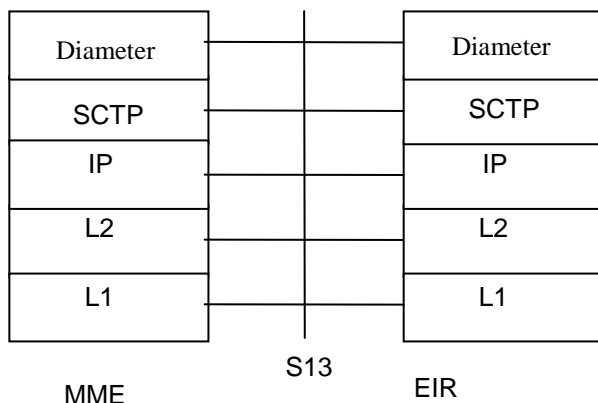 Diameter
Diameter
SCTP
SCTP
IP
IP
L2
L2
L1
L1
S13
MME
EIR